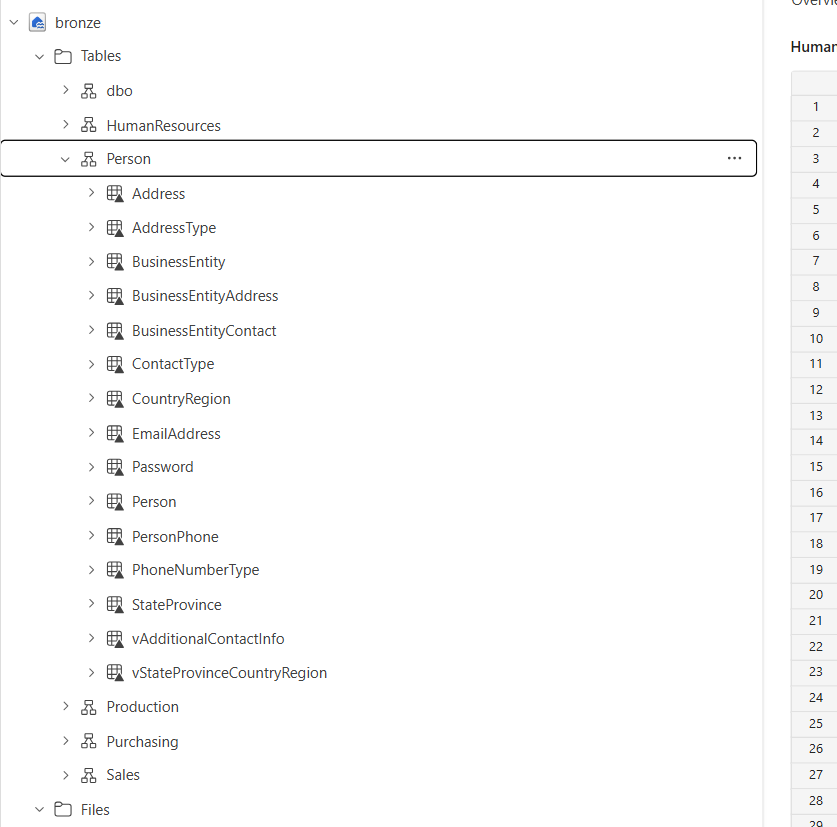 bronze
Tables
dbo
HumanResources
Person
...
Address
AddressType
BusinessEntity
BusinessEntityAddress
BusinessEntityContact
ContactType
CountryRegion
EmailAddress
Password
Person
PersonPhone
PhoneNumberType
StateProvince
vAdditionalContactInfo
vStateProvinceCountryRegion
Production
Purchasing
Sales
Files
Human
1
2
3
4
5
6
7
8
9
10
11
12
13
14
15
16
17
18
19
20
21
22
23
24
25
26
27
28
29